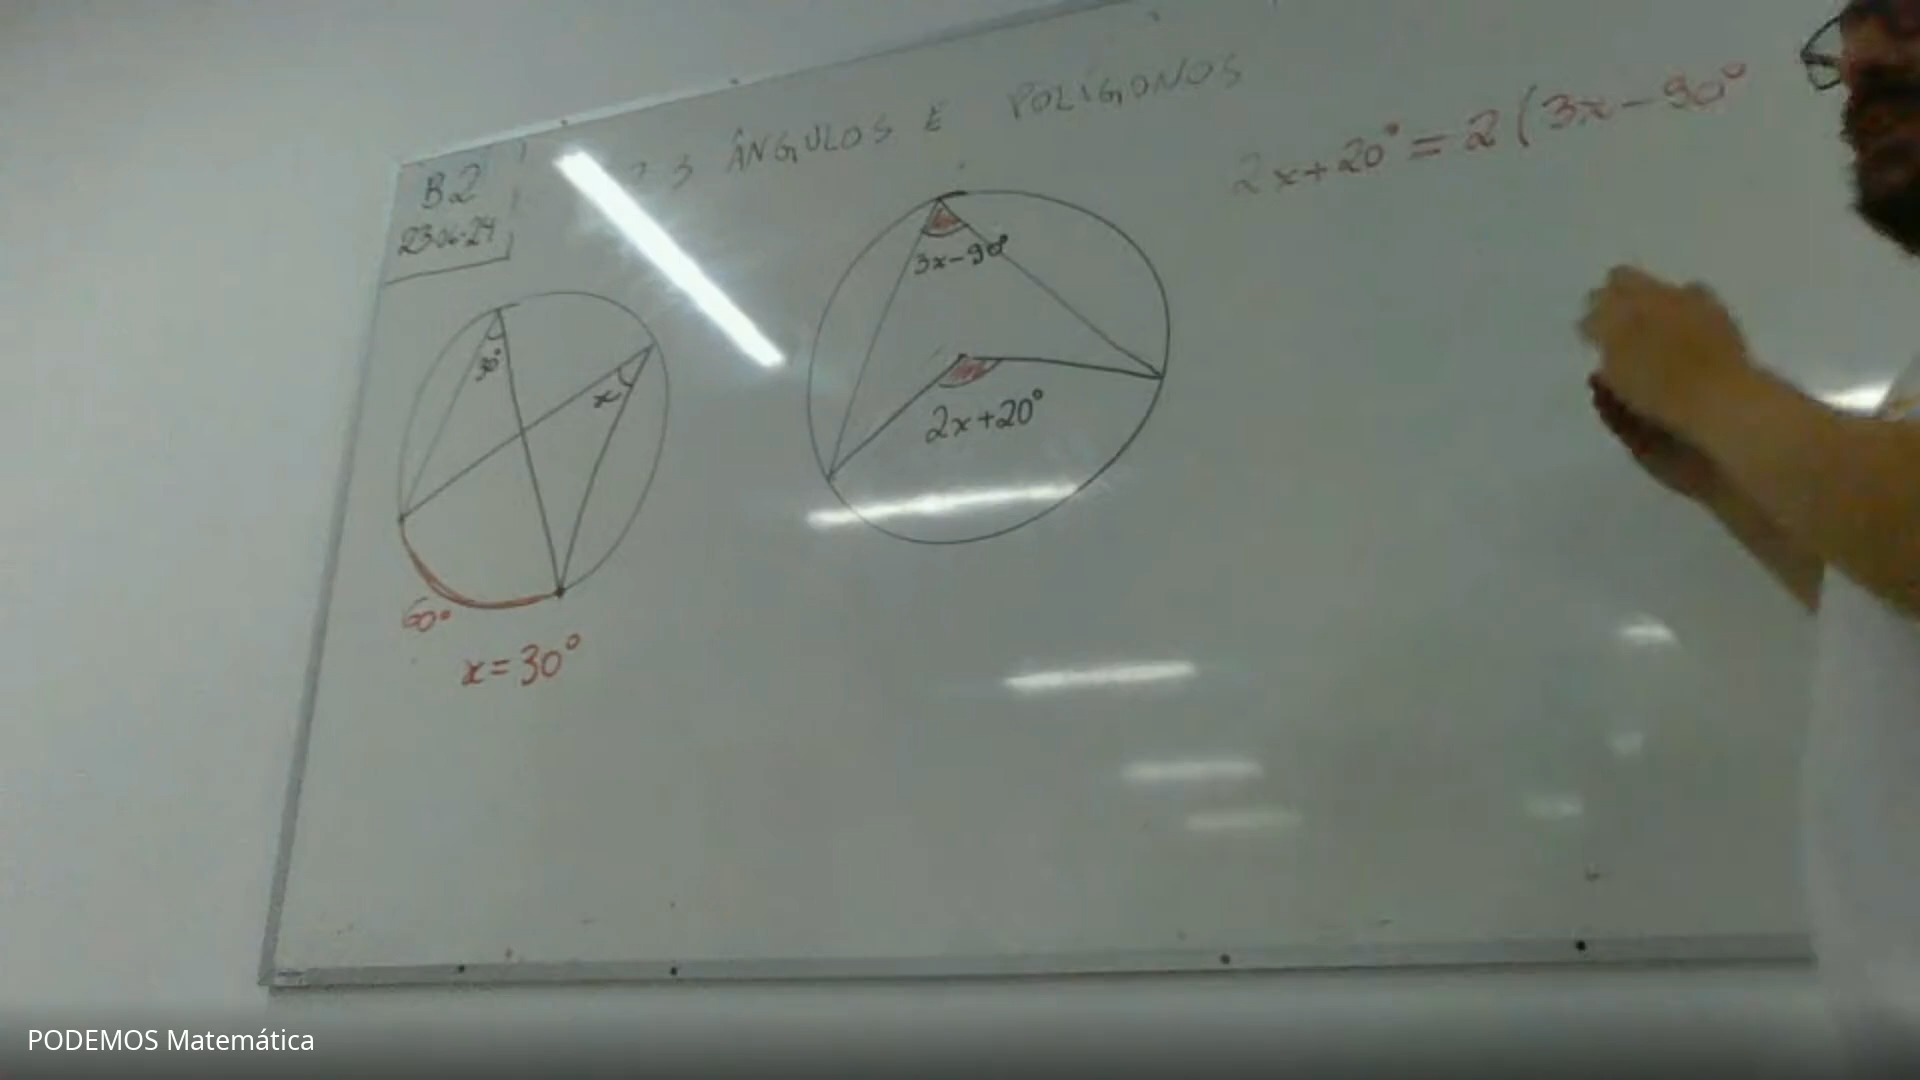 B2
23.06.24
3 ÂNGULOS E POLÍGONOS
2x+20°=2(3x-90°
3x-90°
30°
x
2x+20°
60°
x=30°
PODEMOS Matemática